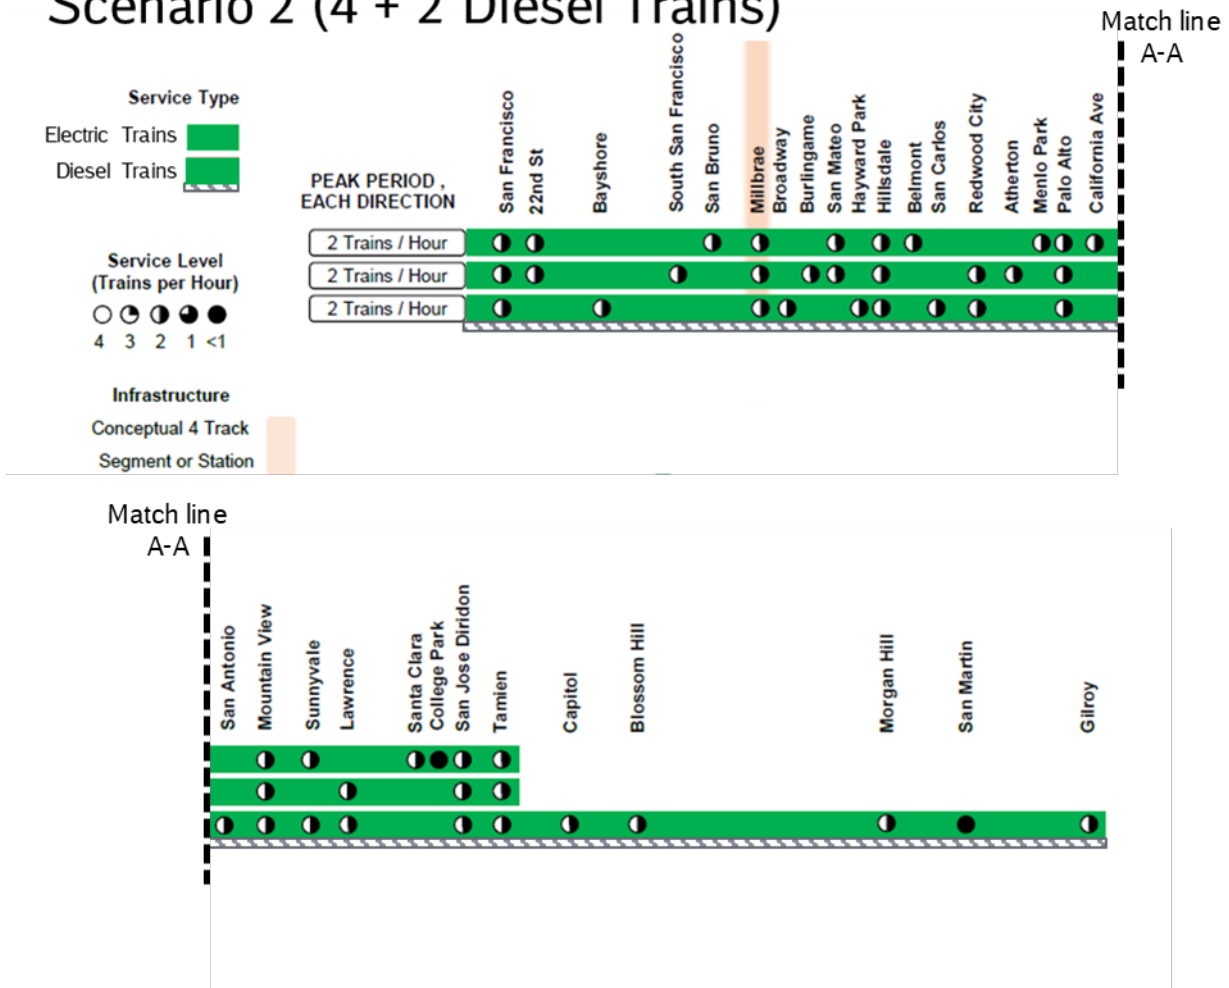 Scenario 2 (4 + 2 Diesel Trains)
Match line
A-A
Service Type
Electric Trains
Diesel Trains
PEAK PERIOD ,
EACH DIRECTION
San Francisco
22nd St
Bayshore
South San Francisco
San Bruno
Millbrae
Broadway
Burlingame
San Mateo
Hayward Park
Hillsdale
Belmont
San Carlos
Redwood City
Atherton
Menlo Park
Palo Alto
California Ave
2 Trains / Hour
2 Trains / Hour
2 Trains / Hour
Service Level
(Trains per Hour)
4 3 2 1 <1
Infrastructure
Conceptual 4 Track
Segment or Station
Match line
A-A
San Antonio
Mountain View
Sunnyvale
Lawrence
Santa Clara
College Park
San Jose Diridon
Tamien
Capitol
Blossom Hill
Morgan Hill
San Martin
Gilroy